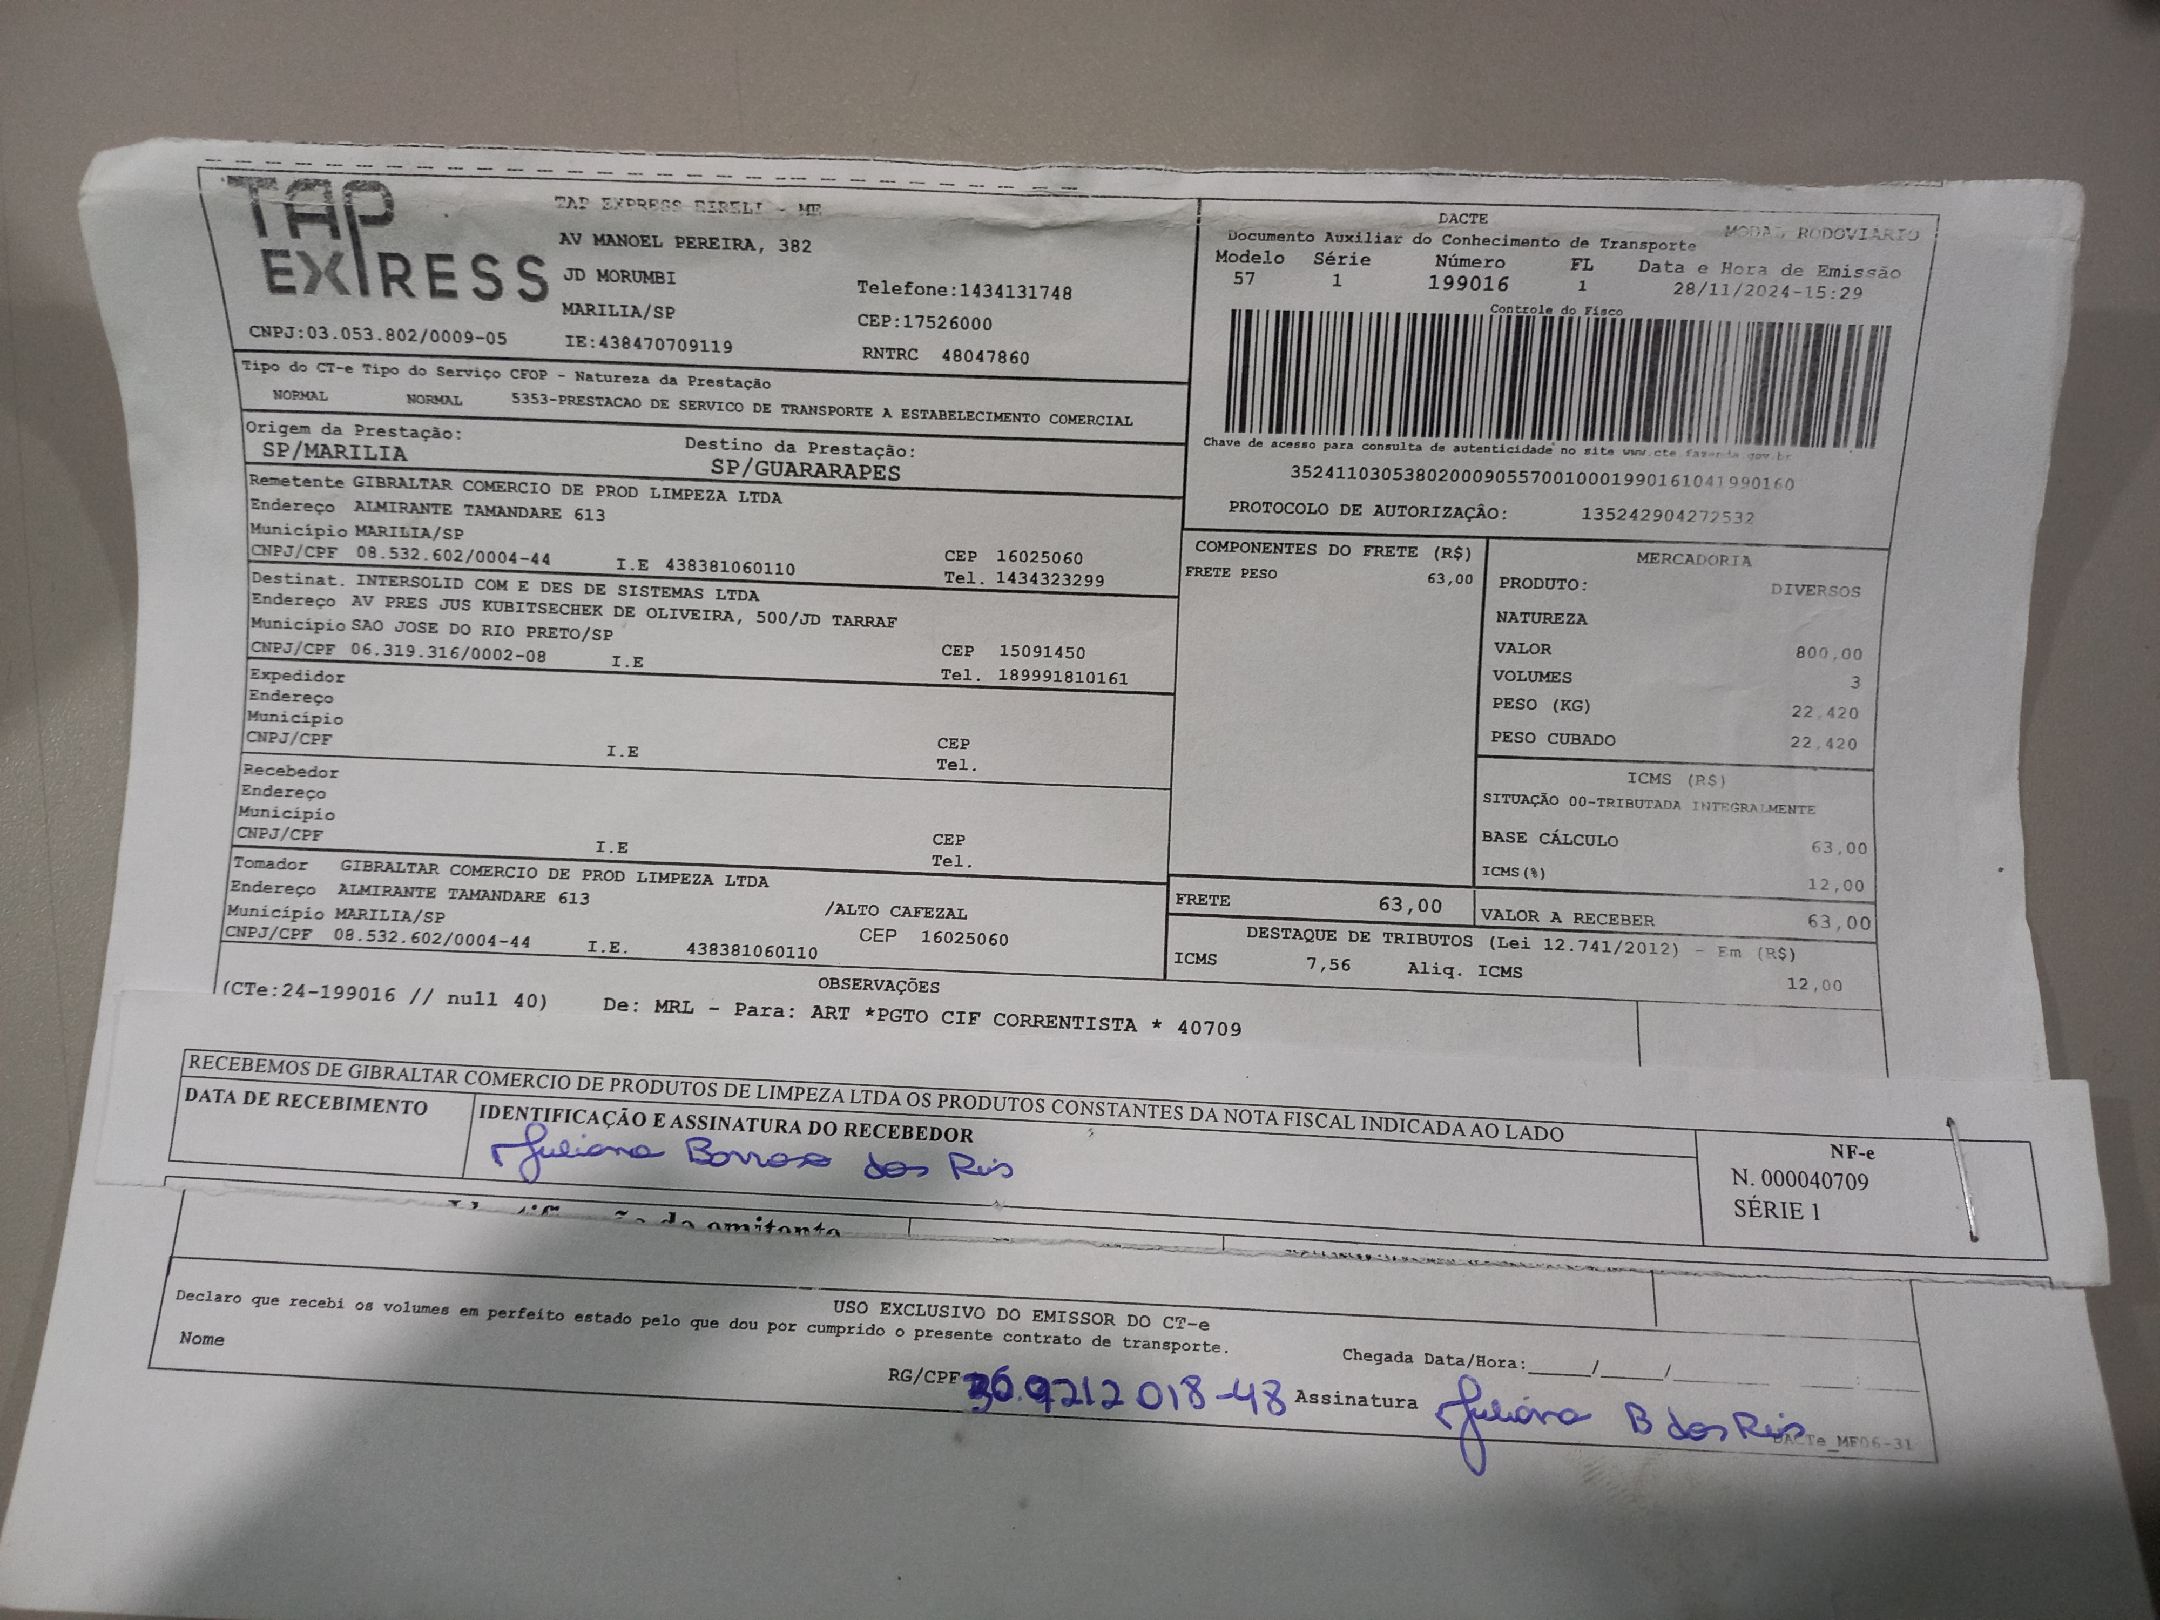 TAP EXPRESS
TAP EXPRESS EIRELI - ME
AV MANOEL PEREIRA, 382
JD MORUMBI
Telefone:1434131748
MARILIA/SP
CEP:17526000
CNPJ:03.053.802/0009-05
IE:438470709119
RNTRC 48047860
DACTE
MODAL RODOVIÁRIO
Documento Auxiliar do Conhecimento de Transporte
Modelo Série Número FL Data e Hora de Emissão
57 1 199016 1 28/11/2024-15:29
Controle do Fisco
Chave de acesso para consulta de autenticidade no site www.cte.fazenda.gov.br
35241103053802000905570010001990161041990160
PROTOCOLO DE AUTORIZAÇÂO: 135242904272532
Tipo do CT-e Tipo do Serviço CFOP - Natureza da Prestação
NORMAL NORMAL 5353-PRESTACAO DE SERVICO DE TRANSPORTE A ESTABELECIMENTO COMERCIAL
Origem da Prestação: Destino da Prestação:
SP/MARILIA SP/GUARARAPES
Remetente GIBRALTAR COMERCIO DE PROD LIMPEZA LTDA
Endereço ALMIRANTE TAMANDARE 613
Município MARILIA/SP CEP 16025060
CNPJ/CPF 08.532.602/0004-44 I.E 438381060110 Tel. 1434323299
Destinat. INTERSOLID COM E DES DE SISTEMAS LTDA
Endereço AV PRES JUS KUBITSECHEK DE OLIVEIRA, 500/JD TARRAF
Município SAO JOSE DO RIO PRETO/SP CEP 15091450
CNPJ/CPF 06.319.316/0002-08 I.E Tel. 189991810161
Expedidor
Endereço
Município CEP
CNPJ/CPF I.E Tel.
Recebedor
Endereço
Município CEP
CNPJ/CPF I.E Tel.
Tomador GIBRALTAR COMERCIO DE PROD LIMPEZA LTDA
Endereço ALMIRANTE TAMANDARE 613 /ALTO CAFEZAL
Município MARILIA/SP CEP 16025060
CNPJ/CPF 08.532.602/0004-44 I.E. 438381060110
COMPONENTES DO FRETE (R$)
FRETE PESO 63,00
MERCADORIA
PRODUTO: DIVERSOS
NATUREZA
VALOR 800,00
VOLUMES 3
PESO (KG) 22,420
PESO CUBADO 22,420
ICMS (R$)
SITUAÇÃO 00-TRIBUTADA INTEGRALMENTE
BASE CÁLCULO 63,00
ICMS(%) 12,00
FRETE 63,00
VALOR A RECEBER 63,00
DESTAQUE DE TRIBUTOS (Lei 12.741/2012) - Em (R$)
ICMS 7,56 Aliq. ICMS 12,00
OBSERVAÇÕES
(CTe:24-199016 // null 40) De: MRL - Para: ART *PGTO CIF CORRENTISTA * 40709
RECEBEMOS DE GIBRALTAR COMERCIO DE PRODUTOS DE LIMPEZA LTDA OS PRODUTOS CONSTANTES DA NOTA FISCAL INDICADA AO LADO
DATA DE RECEBIMENTO
IDENTIFICAÇÃO E ASSINATURA DO RECEBEDOR
Juliana Barroso dos Reis
NF-e
N. 000040709
SÉRIE 1
USO EXCLUSIVO DO EMISSOR DO CT-e
Declaro que recebi os volumes em perfeito estado pelo que dou por cumprido o presente contrato de transporte.
Nome
Chegada Data/Hora:_____/_____/
RG/CPF 018-48 Assinatura Juliana B dos Reis
DACTe_MF06-31